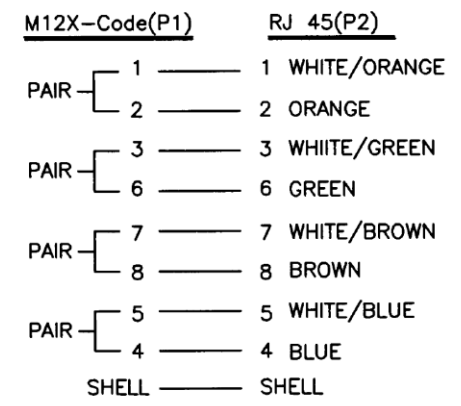 M12X-Code(P1) RJ 45(P2)
PAIR 1 1 WHITE/ORANGE
2 2 ORANGE
PAIR 3 3 WHIITE/GREEN
6 6 GREEN
PAIR 7 7 WHITE/BROWN
8 8 BROWN
PAIR 5 5 WHITE/BLUE
4 4 BLUE
SHELL SHELL